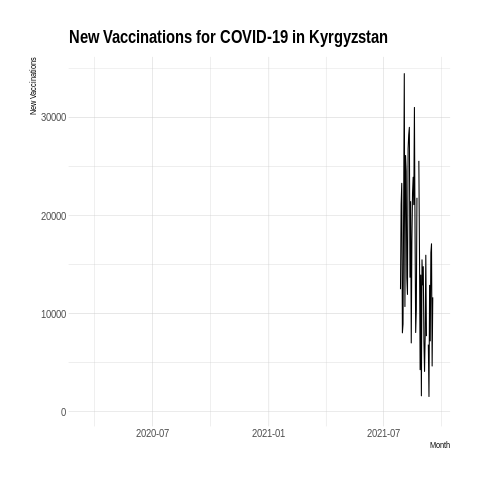 New Vaccinations for COVID-19 in Kyrgyzstan
New Vaccinations
30000
20000
10000
0
2020-07 2021-01 2021-07
Month